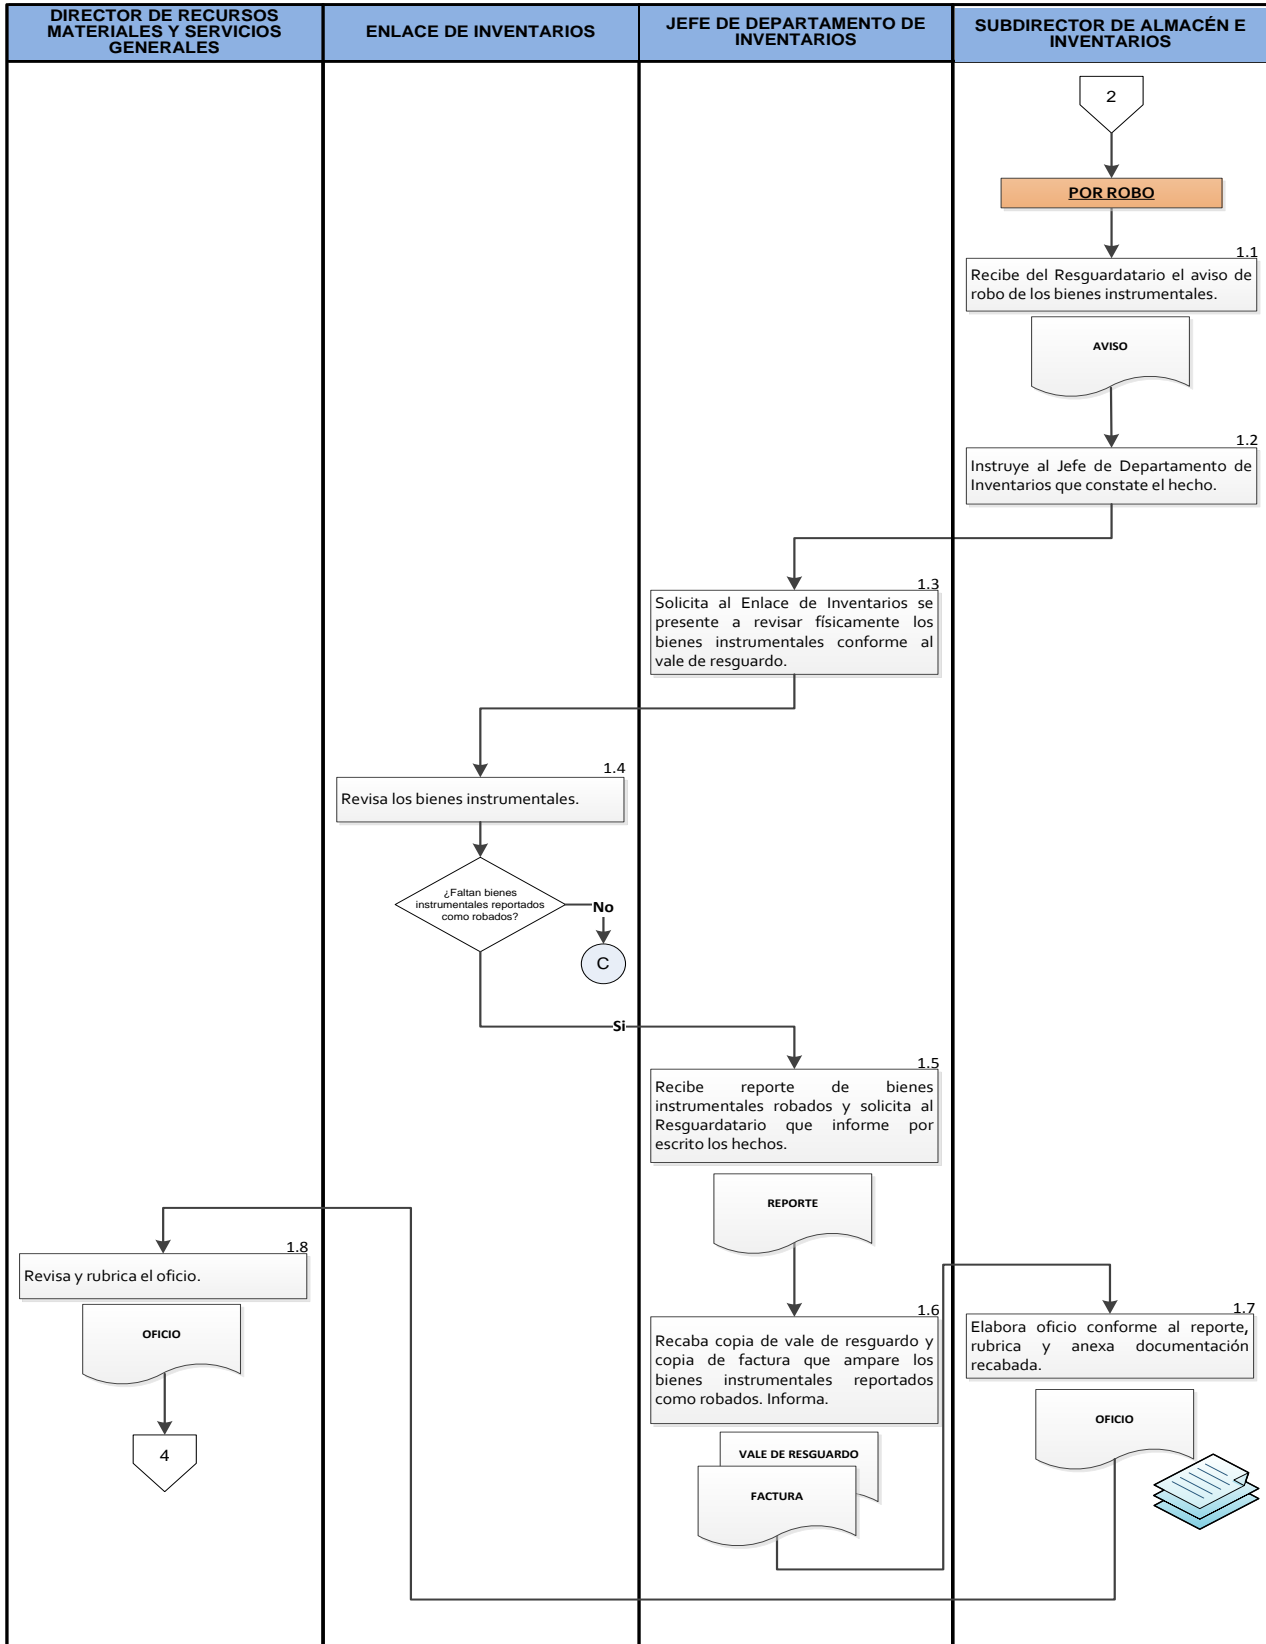 DIRECTOR DE RECURSOS
MATERIALES Y SERVICIOS
GENERALES
ENLACE DE INVENTARIOS
JEFE DE DEPARTAMENTO DE
INVENTARIOS
SUBDIRECTOR DE ALMACÉN E
INVENTARIOS
2
POR ROBO
1.1
Recibe del Resguardatario el aviso de
robo de los bienes instrumentales.
AVISO
1.2
Instruye al Jefe de Departamento de
Inventarios que constate el hecho.
1.3
Solicita al Enlace de Inventarios se
presente a revisar físicamente los
bienes instrumentales conforme al
vale de resguardo.
1.4
Revisa los bienes instrumentales.
¿Faltan bienes
instrumentales reportados
como robados?
No
C
Si
1.5
Recibe reporte de bienes
instrumentales robados y solicita al
Resguardatario que informe por
escrito los hechos.
REPORTE
1.6
Recaba copia de vale de resguardo y
copia de factura que ampare los
bienes instrumentales reportados
como robados. Informa.
VALE DE RESGUARDO
FACTURA
1.7
Elabora oficio conforme al reporte,
rubrica y anexa documentación
recabada.
OFICIO
1.8
Revisa y rubrica el oficio.
OFICIO
4